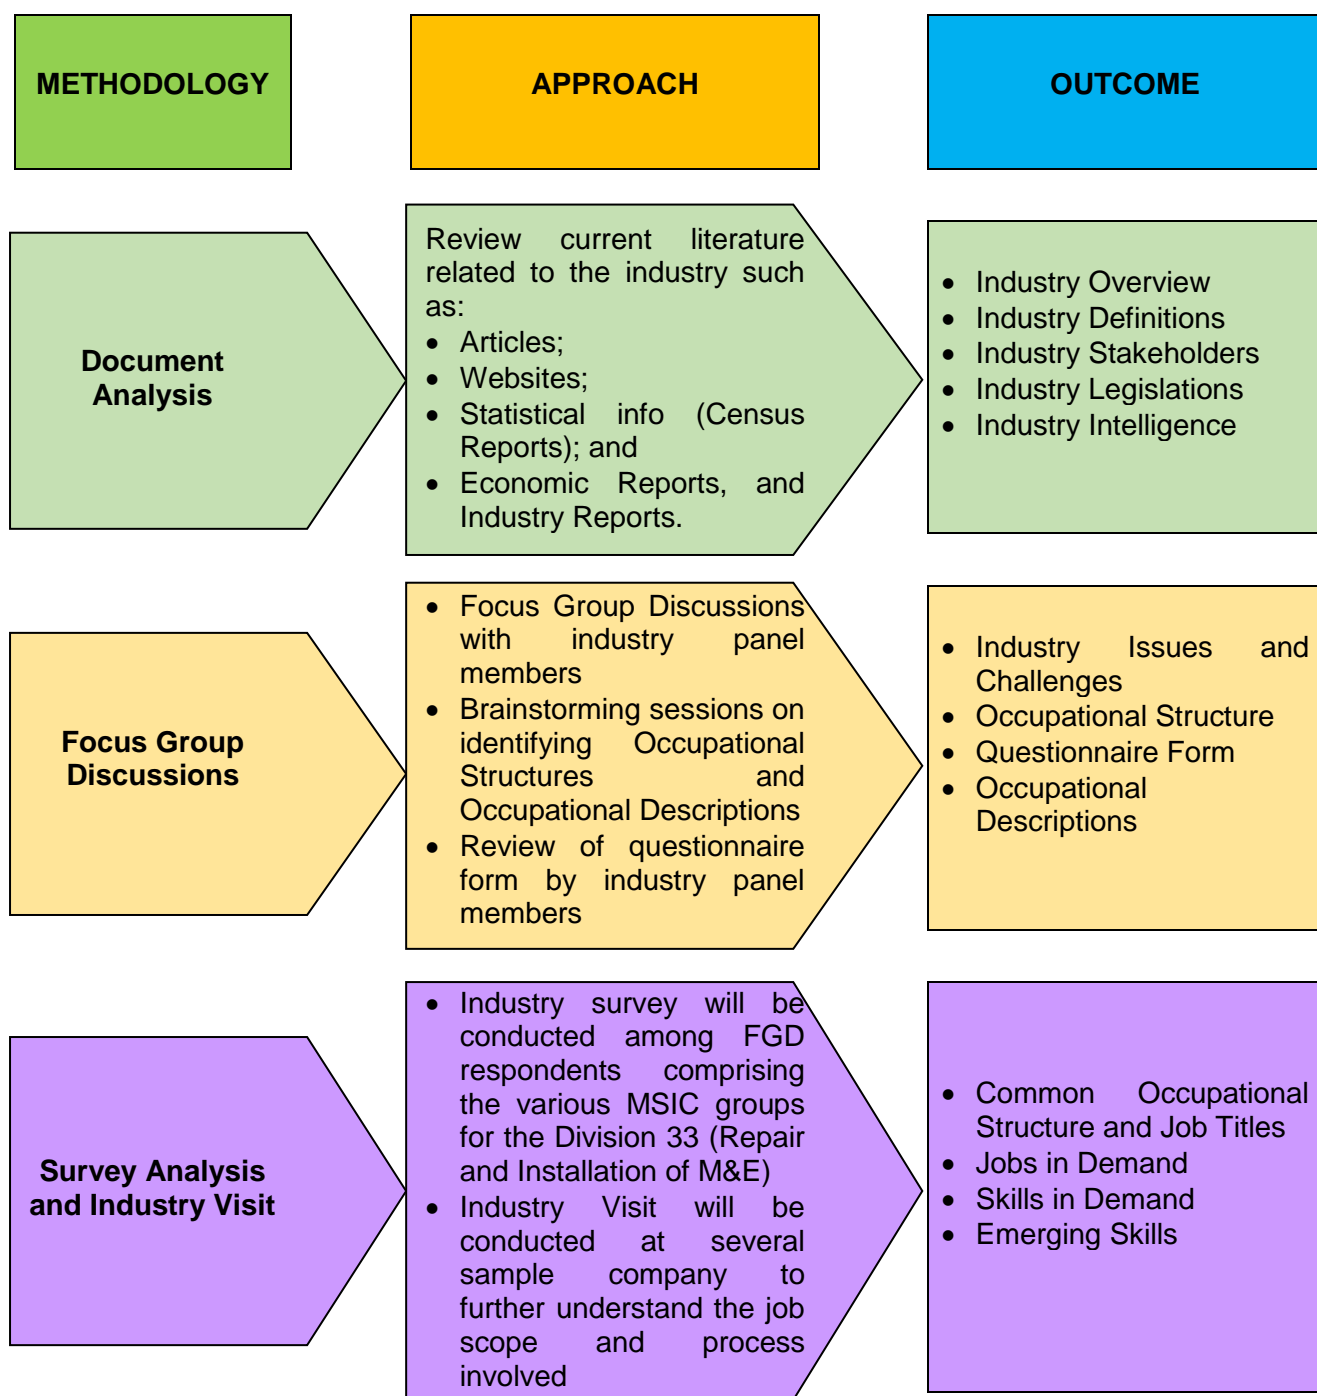 METHODOLOGY
APPROACH
OUTCOME
Document
Analysis
Review current literature
related to the industry such
as:
• Articles;
• Websites;
• Statistical info (Census
Reports); and
• Economic Reports, and
Industry Reports.
• Industry Overview
• Industry Definitions
• Industry Stakeholders
• Industry Legislations
• Industry Intelligence
Focus Group
Discussions
• Focus Group Discussions
with industry panel
members
• Brainstorming sessions on
identifying Occupational
Structures and
Occupational Descriptions
• Review of questionnaire
form by industry panel
members
• Industry Issues and
Challenges
• Occupational Structure
• Questionnaire Form
• Occupational
Descriptions
Survey Analysis
and Industry Visit
• Industry survey will be
conducted among FGD
respondents comprising
the various MSIC groups
for the Division 33 (Repair
and Installation of M&E)
• Industry Visit will be
conducted at several
sample company to
further understand the job
scope and process
involved
• Common Occupational
Structure and Job Titles
• Jobs in Demand
• Skills in Demand
• Emerging Skills